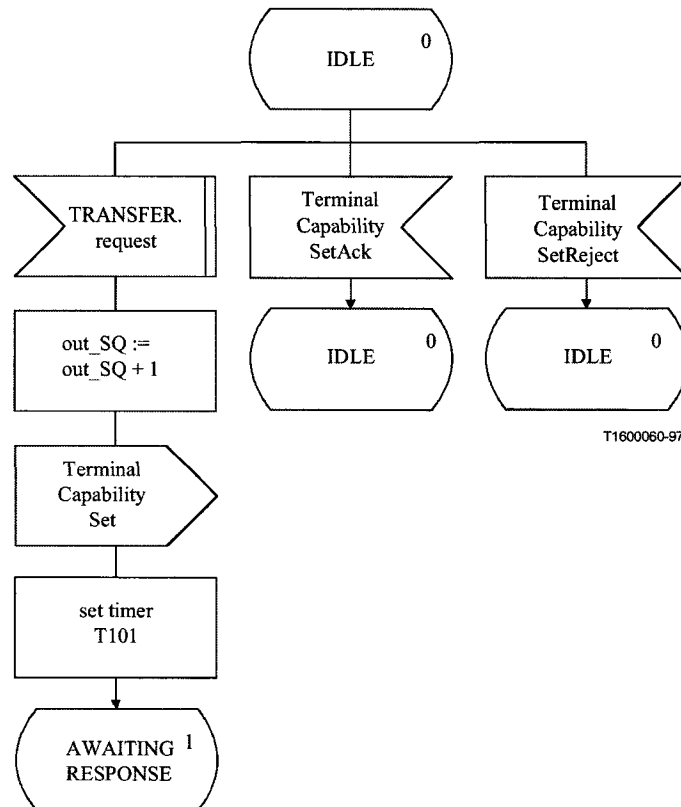 IDLE
0
TRANSFER.
request
Terminal
Capability
SetAck
Terminal
Capability
SetReject
out_SQ :=
out_SQ + 1
IDLE
0
IDLE
0
T1600060-97
Terminal
Capability
Set
set timer
T101
AWAITING 1
RESPONSE